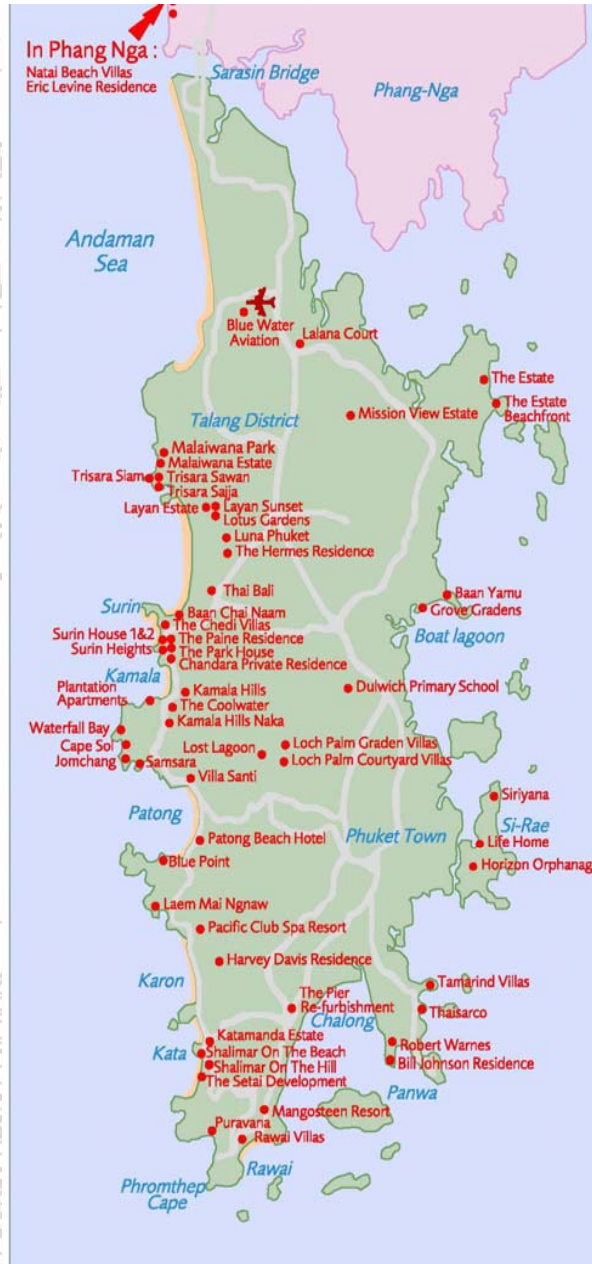 In Phang Nga :
Natai Beach Villas
Eric Levine Residence
Sarasin Bridge
Phang-Nga
Andaman
Sea
Blue Water
Aviation
Lalana Court
The Estate
The Estate
Beachfront
Mission View Estate
Talang District
Malaiwana Park
Malaiwana Estate
Trisara Siam
Trisara Sawan
Trisara Sajja
Layan Estate
Layan Sunset
Lotus Gardens
Luna Phuket
The Hermes Residence
Thai Bali
Baan Yamu
Grove Gradens
Surin
Baan Chai Naam
The Chedi Villas
Boat lagoon
Surin House 1&2
The Paine Residence
Surin Heights
The Park House
Chandara Private Residence
Kamala
Plantation
Apartments
Kamala Hills
Dulwich Primary School
The Coolwater
Kamala Hills Naka
Waterfall Bay
Cape Sol
Jomchang
Samsara
Lost Lagoon
Loch Palm Graden Villas
Loch Palm Courtyard Villas
Villa Santi
Siriyana
Patong
Si-Rae
Patong Beach Hotel
Phuket Town
Life Home
Blue Point
Horizon Orphanag
Laem Mai Ngnaw
Pacific Club Spa Resort
Harvey Davis Residence
Karon
Tamarind Villas
The Pier
Re-furbishment
Thaisarco
Chalong
Katamanda Estate
Robert Warnes
Kata
Shalimar On The Beach
Bill Johnson Residence
Shalimar On The Hill
The Setai Development
Panwa
Mangosteen Resort
Puravana
Rawai Villas
Rawai
Phromthep
Cape